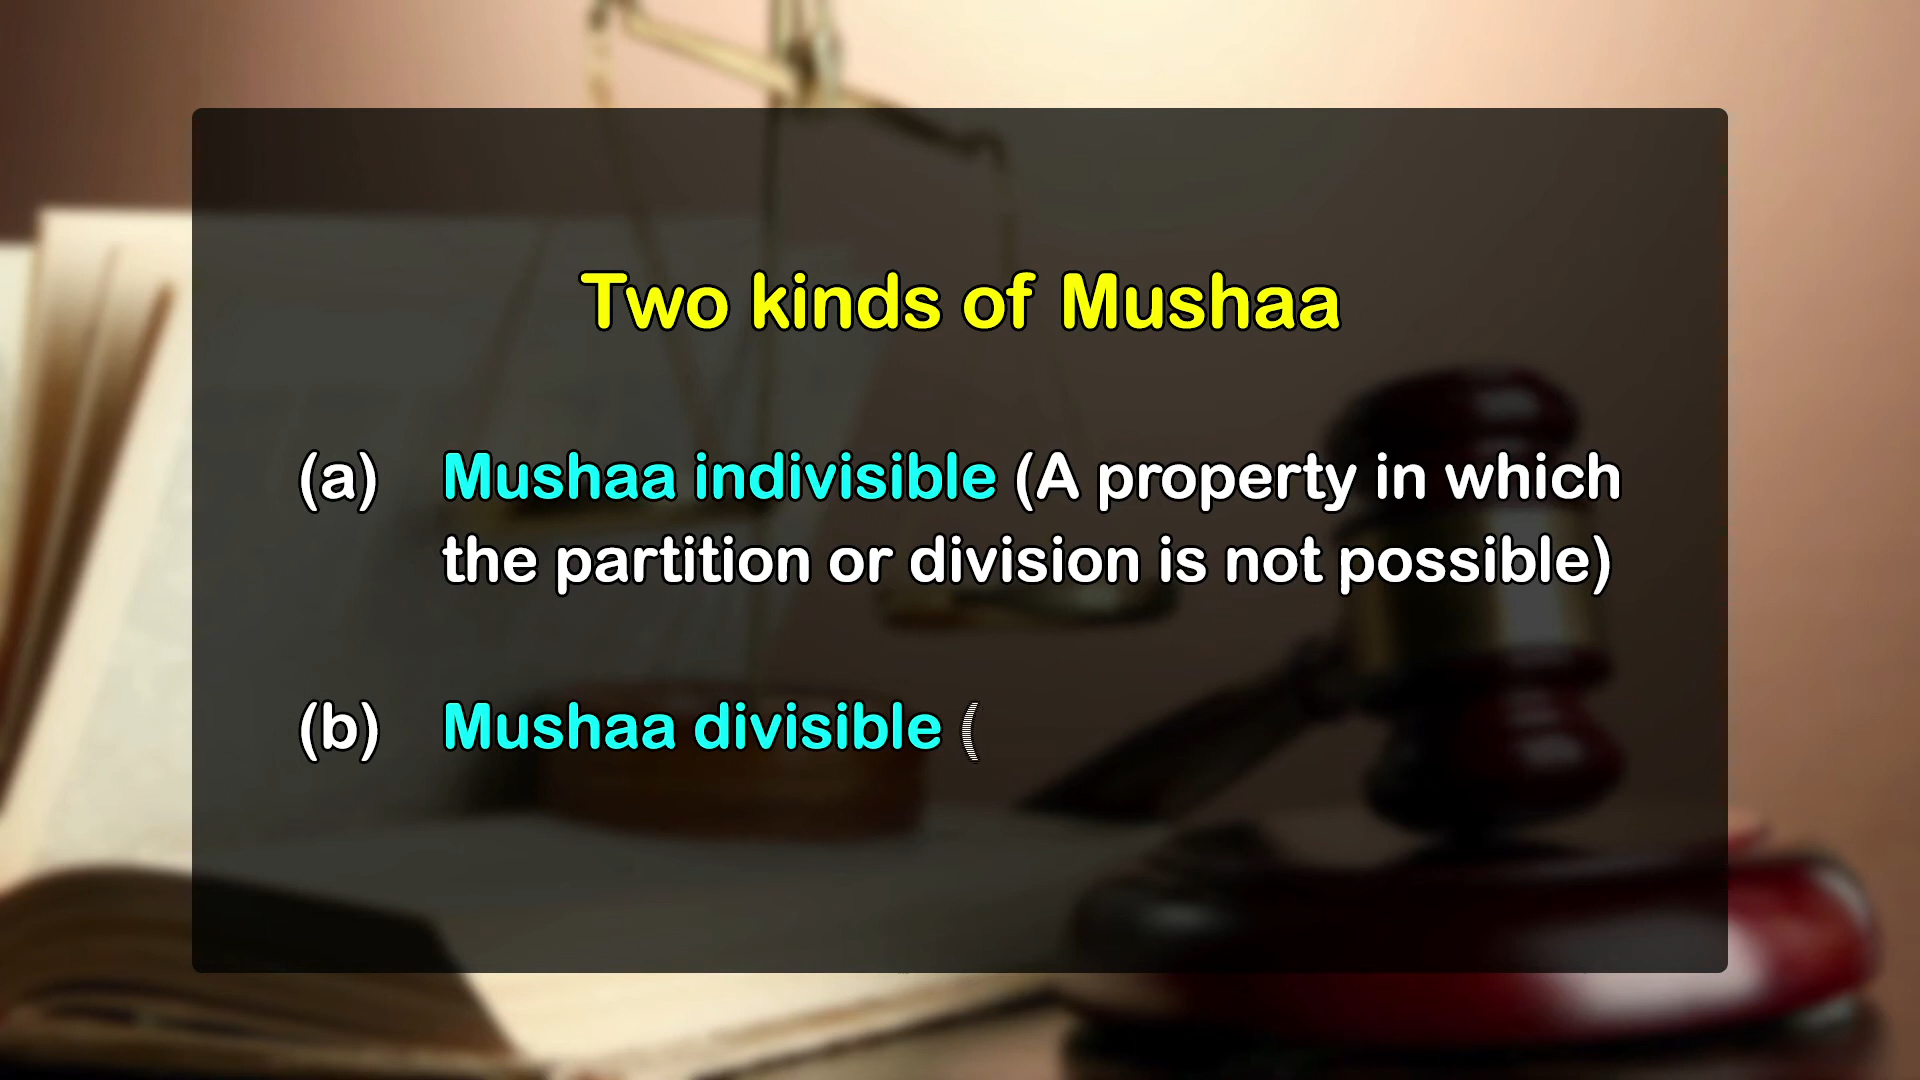 Two kinds of Mushaa
(a) Mushaa indivisible (A property in which
the partition or division is not possible)
(b) Mushaa divisible (